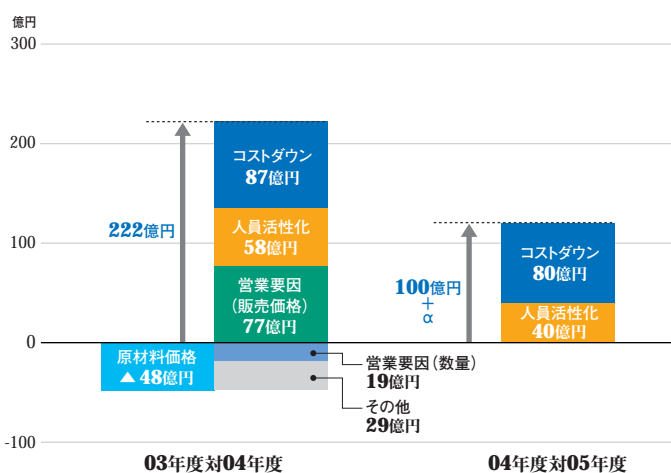 億円
300
200
100
0
-100
コストダウン
87億円
人員活性化
58億円
営業要因
(販売価格)
77億円
222億円
原材料価格
▲48億円
営業要因(数量)
19億円
その他
29億円
03年度対04年度
コストダウン
80億円
人員活性化
40億円
100億円
+
α
04年度対05年度